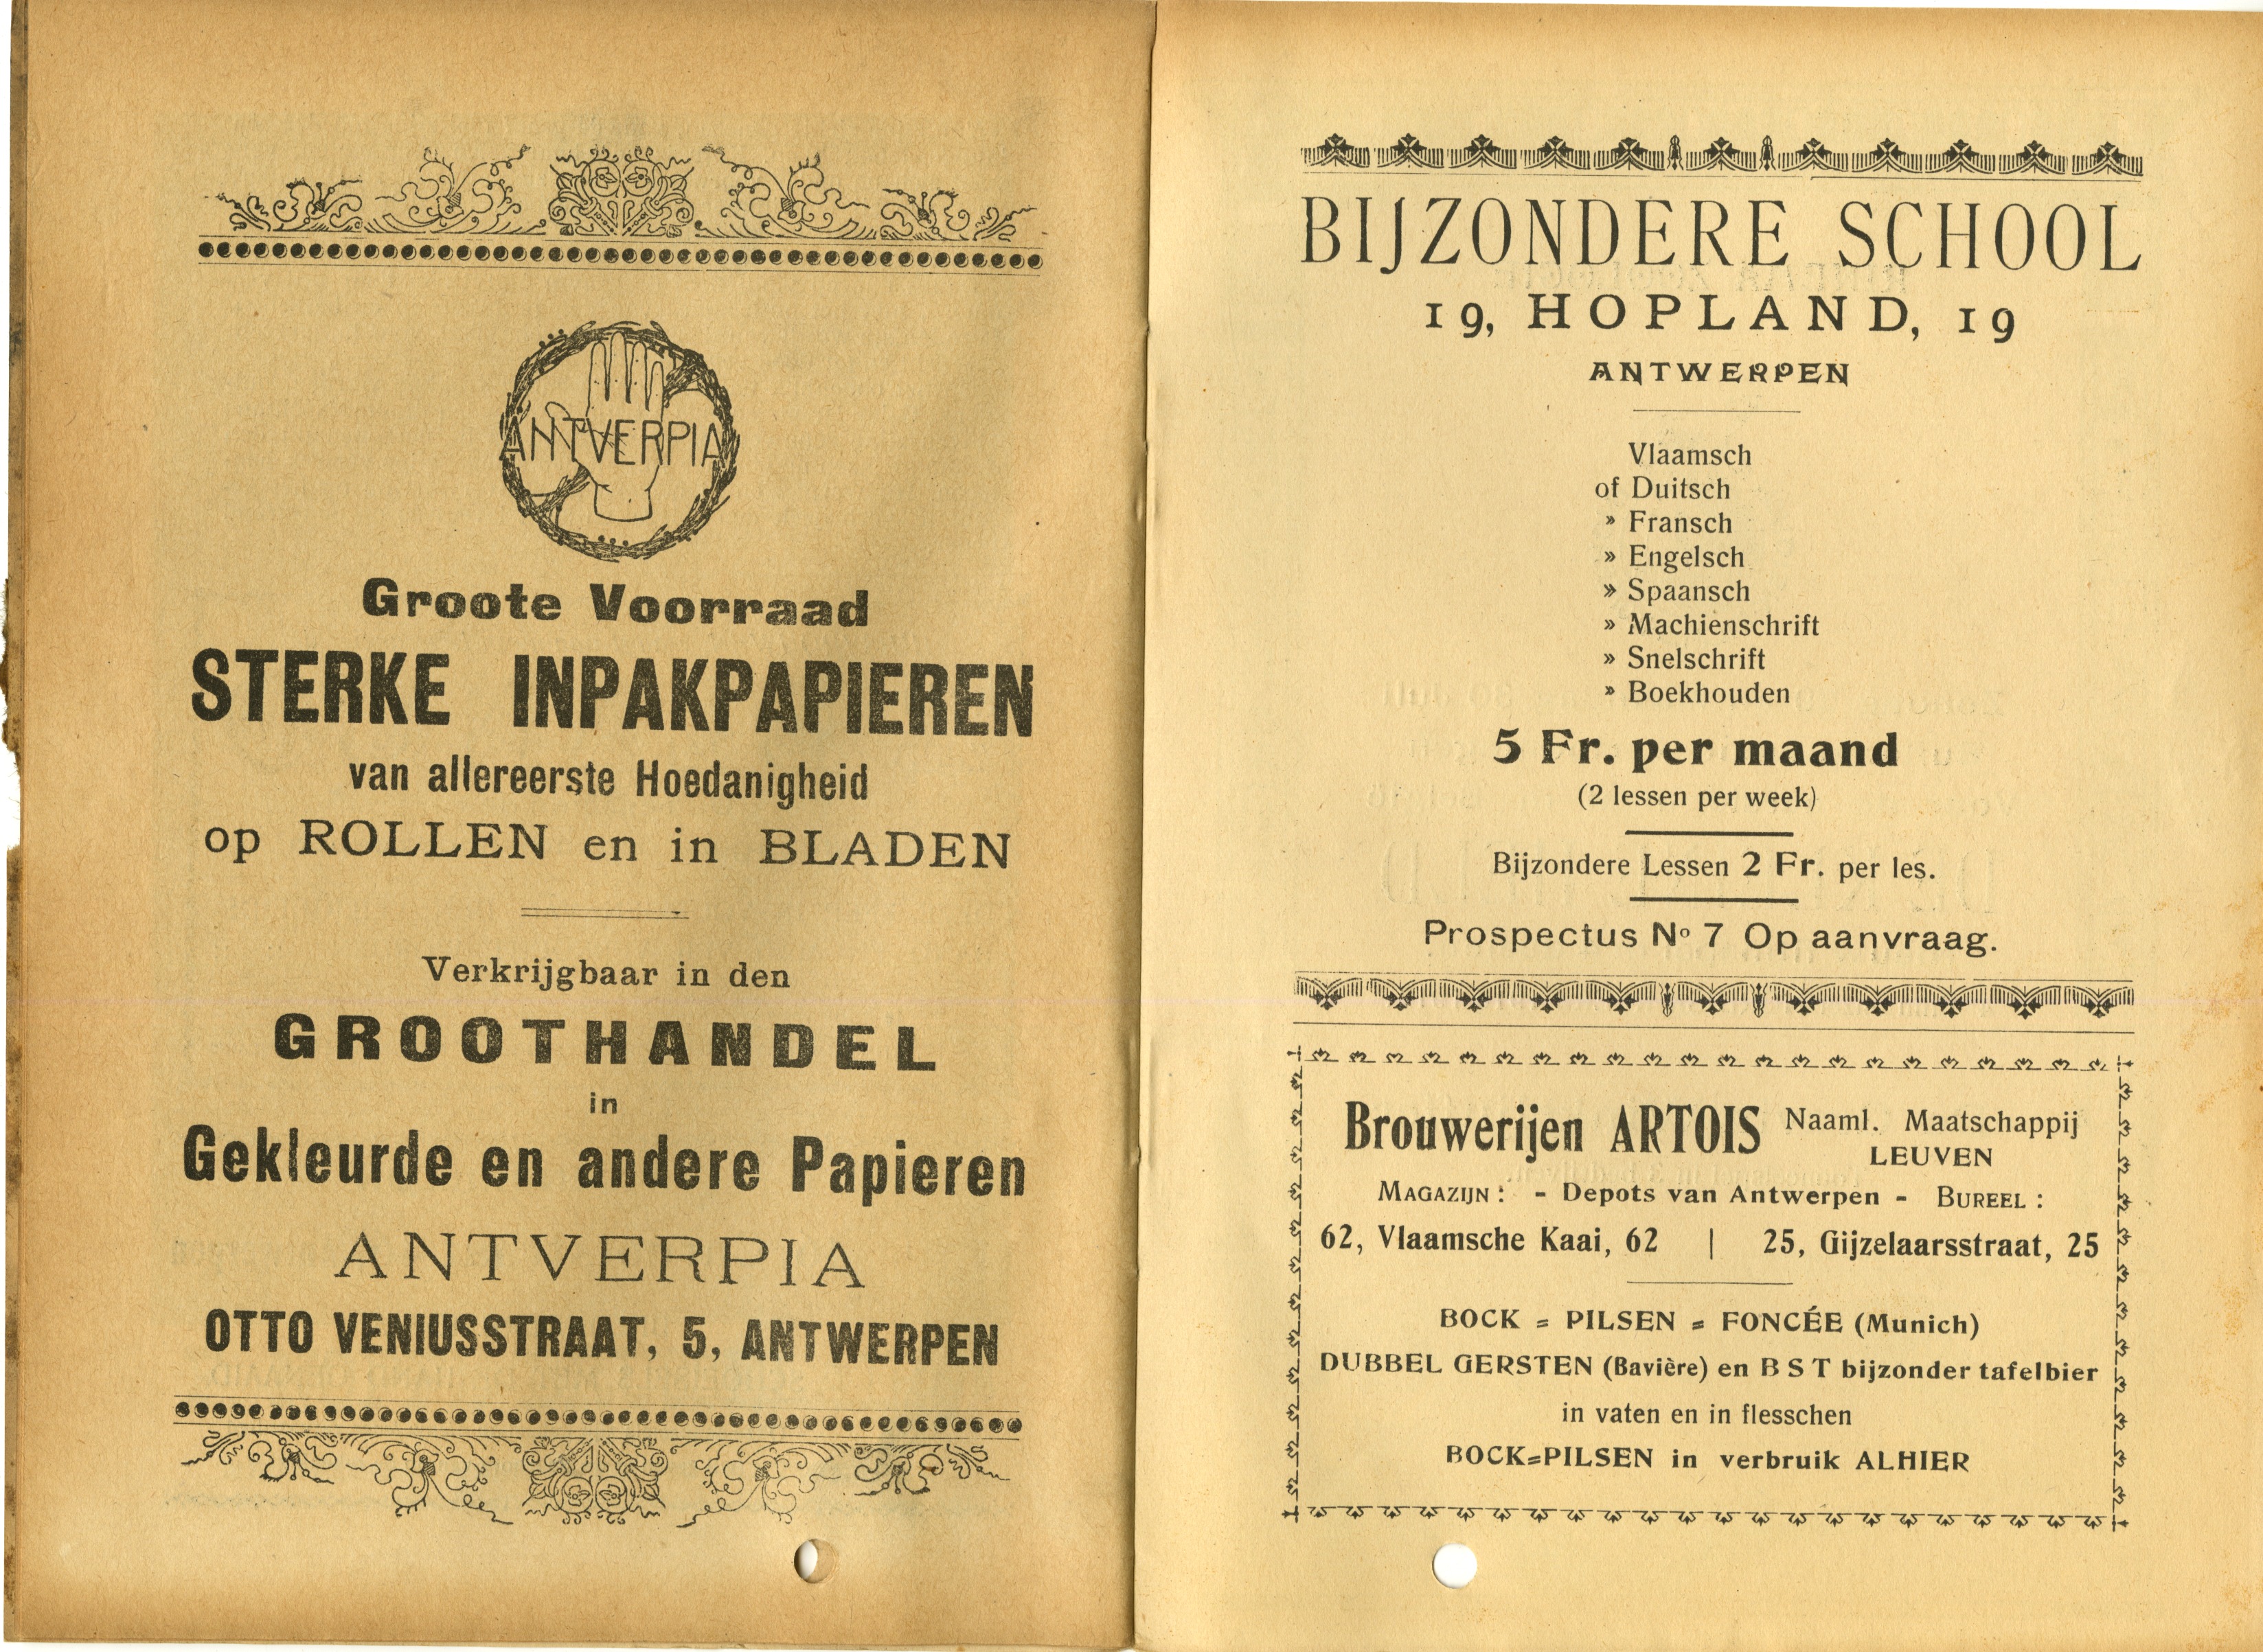 ANTVERPIA
Groote Voorraad
STERKE INPAKPAPIEREN
van allereerste Hoedanigheid
op ROLLEN en in BLADEN
Verkrijgbaar in den
GROOTHANDEL
in
Gekleurde en andere Papieren
ANTVERPIA
OTTO VENIUSSTRAAT, 5, ANTWERPEN
BIJZONDERE SCHOOL
19, HOPLAND, 19
ANTWERPEN
Vlaamsch
of Duitsch
» Fransch
» Engelsch
» Spaansch
» Machienschrift
» Snelschrift
» Boekhouden
5 Fr. per maand
(2 lessen per week)
Bijzondere Lessen 2 Fr. per les.
Prospectus Nº 7 Op aanvraag.
Brouwerijen ARTOIS Naaml. Maatschappij
LEUVEN
MAGAZIJN : - Depots van Antwerpen - BUREEL :
62, Vlaamsche Kaai, 62 | 25, Gijzelaarsstraat, 25
BOCK = PILSEN = FONCÉE (Munich)
DUBBEL GERSTEN (Bavière) en B S T bijzonder tafelbier
in vaten en in flesschen
BOCK=PILSEN in verbruik ALHIER